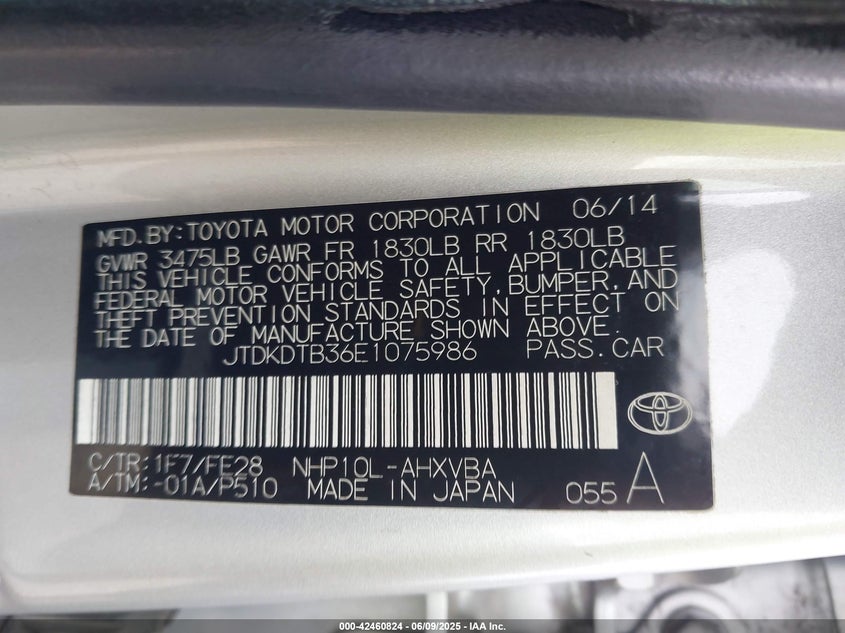 MFD.BY:TOYOTA MOTOR CORPORATION 06/14
GVWR 3475LB GAWR FR 1830LB RR 1830LB
THIS VEHICLE CONFORMS TO ALL APPLICABLE
FEDERAL MOTOR VEHICLE SAFETY,BUMPER,AND
THEFT PREVENTION STANDARDS IN EFFECT ON
THE DATE OF MANUFACTURE SHOWN ABOVE.
JTDKDTB36E1075986 PASS.CAR
C/TR:1F7/FE28 NHP10L-AHXVBA
A/TM:-01A/P510 MADE IN JAPAN 055 A
000-42460824 - 06/09/2025 - IAA Inc.